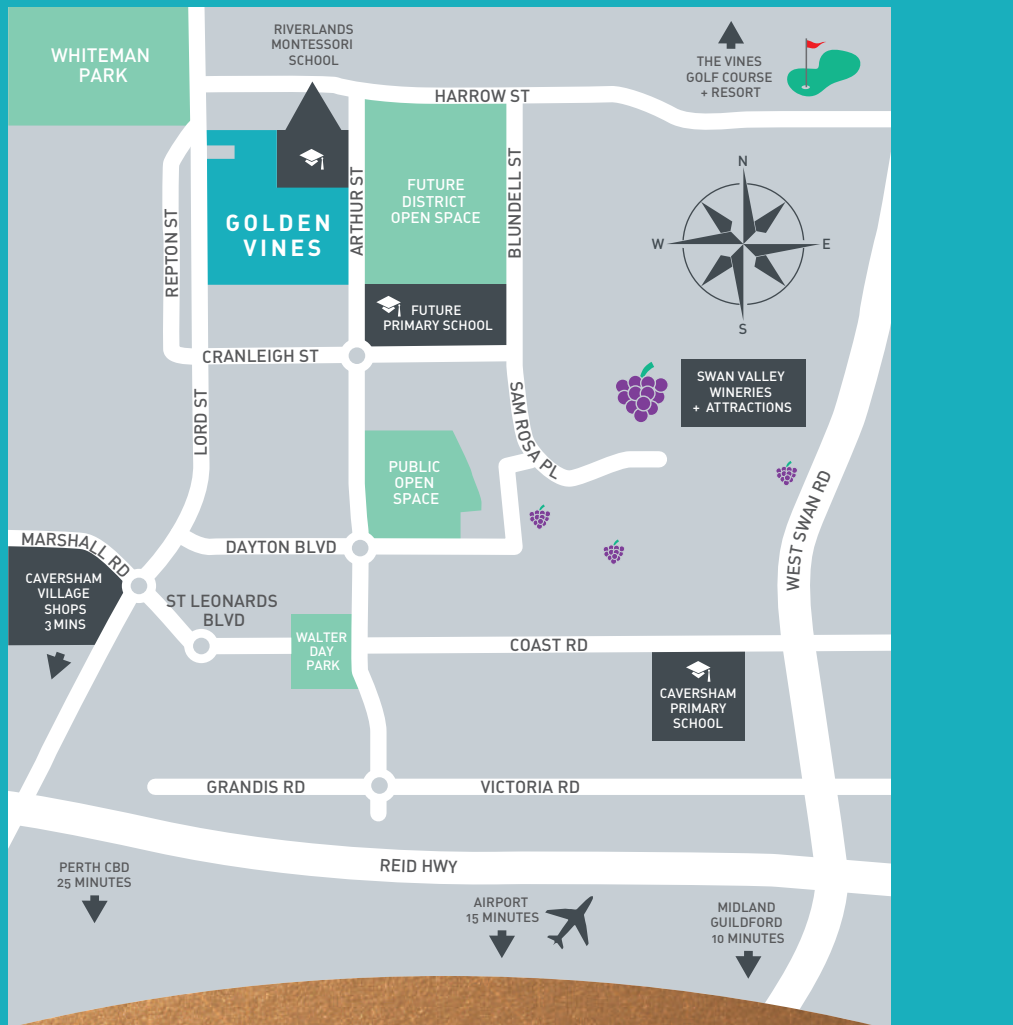 RIVERLANDS
MONTESSORI
SCHOOL
WHITEMAN
PARK
THE VINES
GOLF COURSE
+ RESORT
HARROW ST
N
W
E
S
REPTON ST
GOLDEN
VINES
ARTHUR ST
FUTURE
DISTRICT
OPEN SPACE
BLUNDELL ST
FUTURE
PRIMARY SCHOOL
CRANLEIGH ST
SWAN VALLEY
WINERIES
+ ATTRACTIONS
LORD ST
SAM ROSA PL
PUBLIC
OPEN
SPACE
WEST SWAN RD
MARSHALL RD
DAYTON BLVD
CAVERSHAM
VILLAGE
SHOPS
3 MINS
ST LEONARDS
BLVD
WALTER
DAY
PARK
COAST RD
CAVERSHAM
PRIMARY
SCHOOL
GRANDIS RD
VICTORIA RD
REID HWY
PERTH CBD
25 MINUTES
AIRPORT
15 MINUTES
MIDLAND
GUILDFORD
10 MINUTES